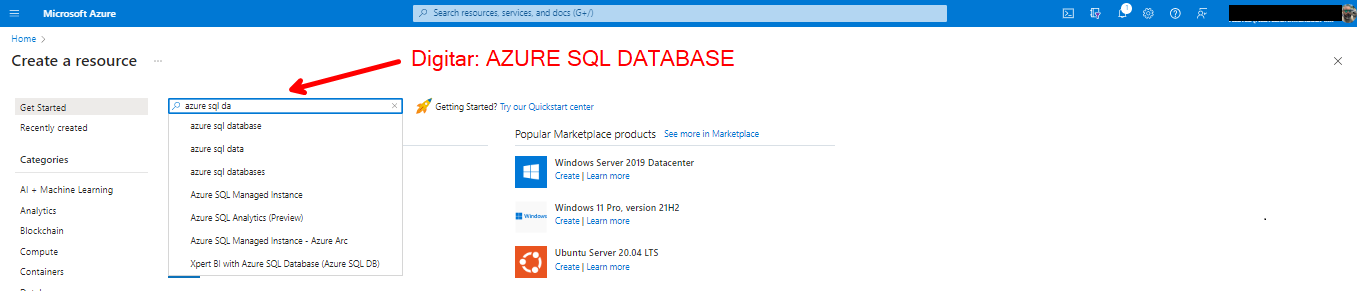 Microsoft Azure
Search resources, services, and docs (G+/)
1
Home >
Create a resource ...
Digitar: AZURE SQL DATABASE
Get Started
Recently created
Categories
AI + Machine Learning
Analytics
Blockchain
Compute
Containers
azure sql da
azure sql database
azure sql data
azure sql databases
Azure SQL Managed Instance
Azure SQL Analytics (Preview)
Azure SQL Managed Instance - Azure Arc
Xpert BI with Azure SQL Database (Azure SQL DB)
Getting Started? Try our Quickstart center
Popular Marketplace products See more in Marketplace
Windows Server 2019 Datacenter
Create | Learn more
Windows
Windows 11 Pro, version 21H2
Create | Learn more
Ubuntu Server 20.04 LTS
Create | Learn more